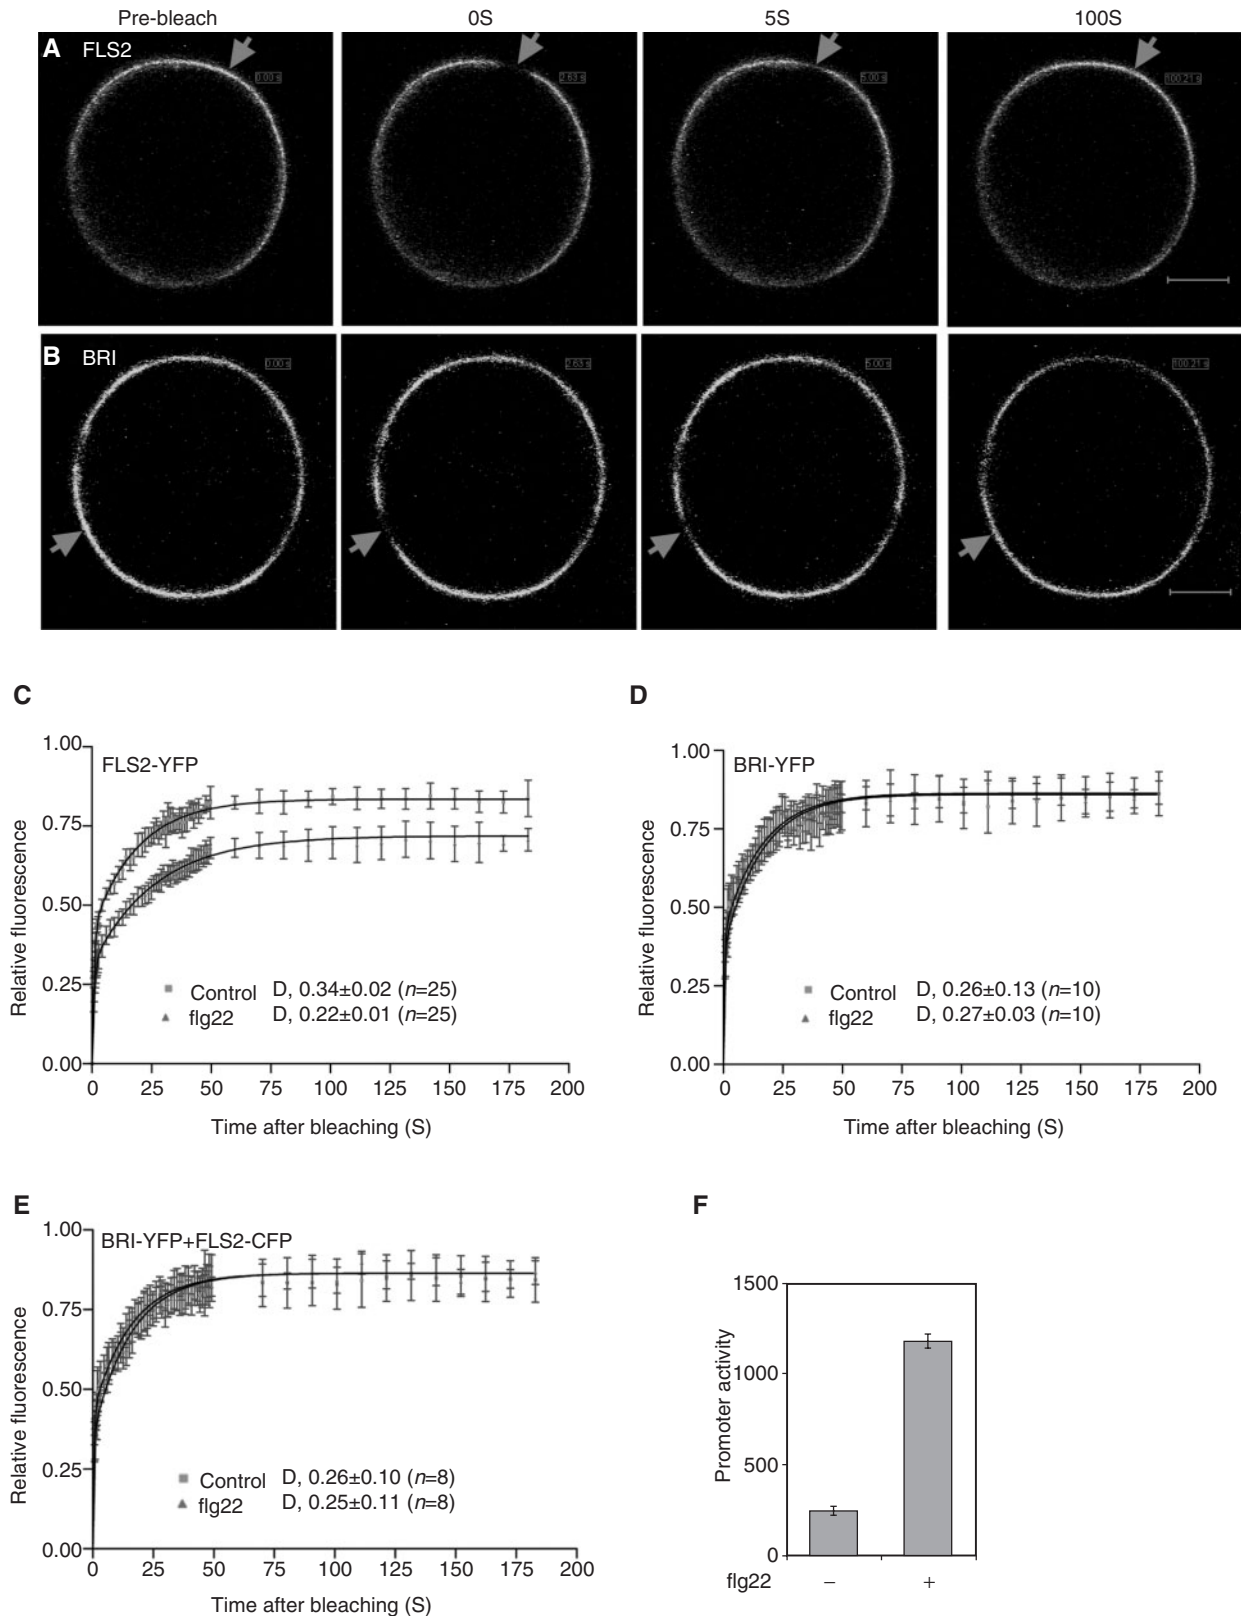 Pre-bleach 0S 5S 100S
A FLS2
0.00 s 2.63 s 5.00 s 100.21 s
B BRI
0.00 s 2.63 s 5.00 s 100.21 s
C
1.00
FLS2-YFP
0.75
0.50
0.25
0.00
Relative fluorescence
Control D, 0.34±0.02 (n=25)
flg22 D, 0.22±0.01 (n=25)
0 25 50 75 100 125 150 175 200
Time after bleaching (S)
D
1.00
BRI-YFP
0.75
0.50
0.25
0.00
Relative fluorescence
Control D, 0.26±0.13 (n=10)
flg22 D, 0.27±0.03 (n=10)
0 25 50 75 100 125 150 175 200
Time after bleaching (S)
E
1.00
BRI-YFP+FLS2-CFP
0.75
0.50
0.25
0.00
Relative fluorescence
Control D, 0.26±0.10 (n=8)
flg22 D, 0.25±0.11 (n=8)
0 25 50 75 100 125 150 175 200
Time after bleaching (S)
F
1500
1000
500
0
Promoter activity
flg22 − +